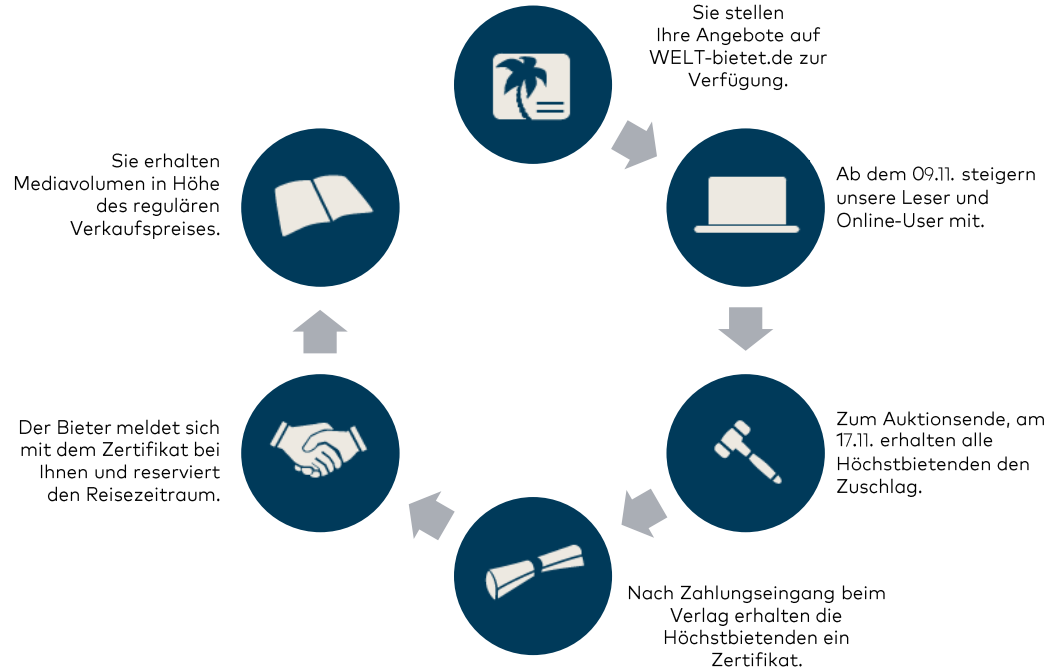 Sie stellen
Ihre Angebote auf
WELT-bietet.de zur
Verfügung.
Ab dem 09.11. steigern
unsere Leser und
Online-User mit.
Zum Auktionsende, am
17.11. erhalten alle
Höchstbietenden den
Zuschlag.
Nach Zahlungseingang beim
Verlag erhalten die
Höchstbietenden ein
Zertifikat.
Der Bieter meldet sich
mit dem Zertifikat bei
Ihnen und reserviert
den Reisezeitraum.
Sie erhalten
Mediavolumen in Höhe
des regulären
Verkaufspreises.